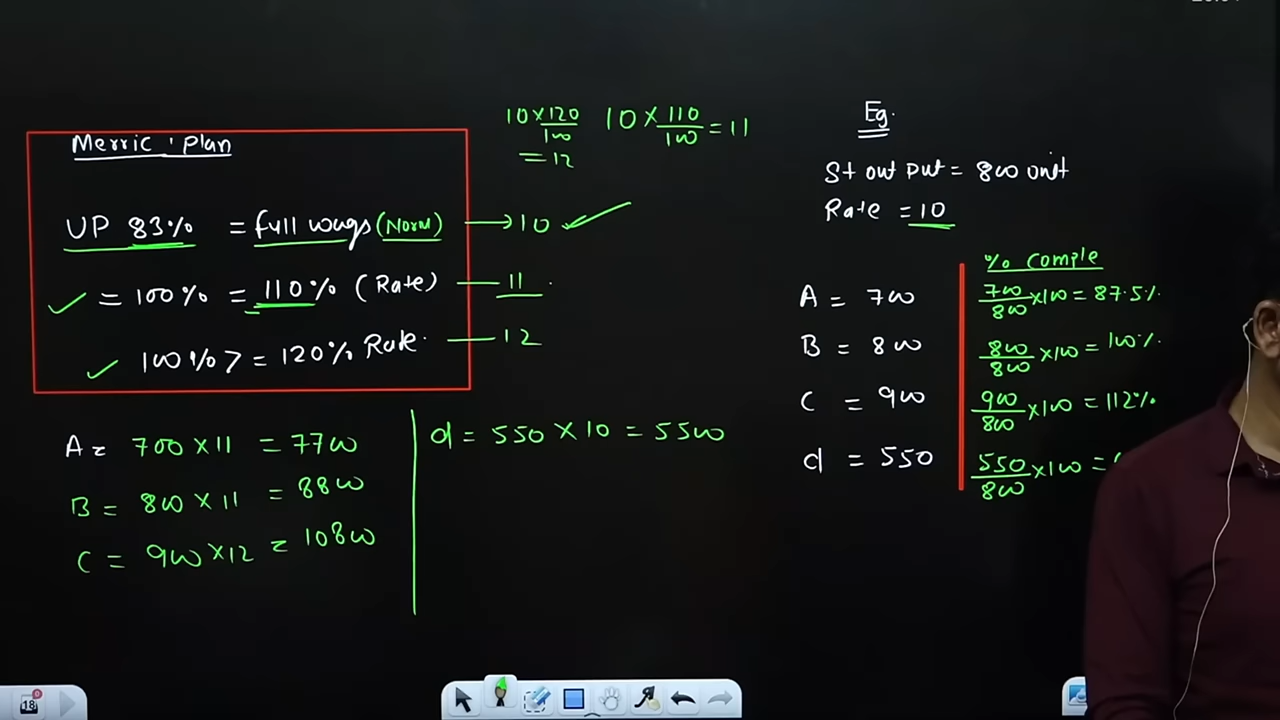 Merric Plan
UP 83% = full wags (Norm) → 10 ✓
✓ = 100% = 110% (Rate) — 11
✓ 100% > = 120% Rate. — 12
10 × 120/100 = 12
10 × 110/100 = 11
Eg.
St out put = 800 unit
Rate = 10
A = 700
B = 800
C = 900
d = 550
% comple
700/800 × 100 = 87.5%
800/800 × 100 = 100%
900/800 × 100 = 112%
550/800 × 100 =
A = 700 × 11 = 7700
B = 800 × 11 = 8800
C = 900 × 12 = 10800
d = 550 × 10 = 5500
18
0